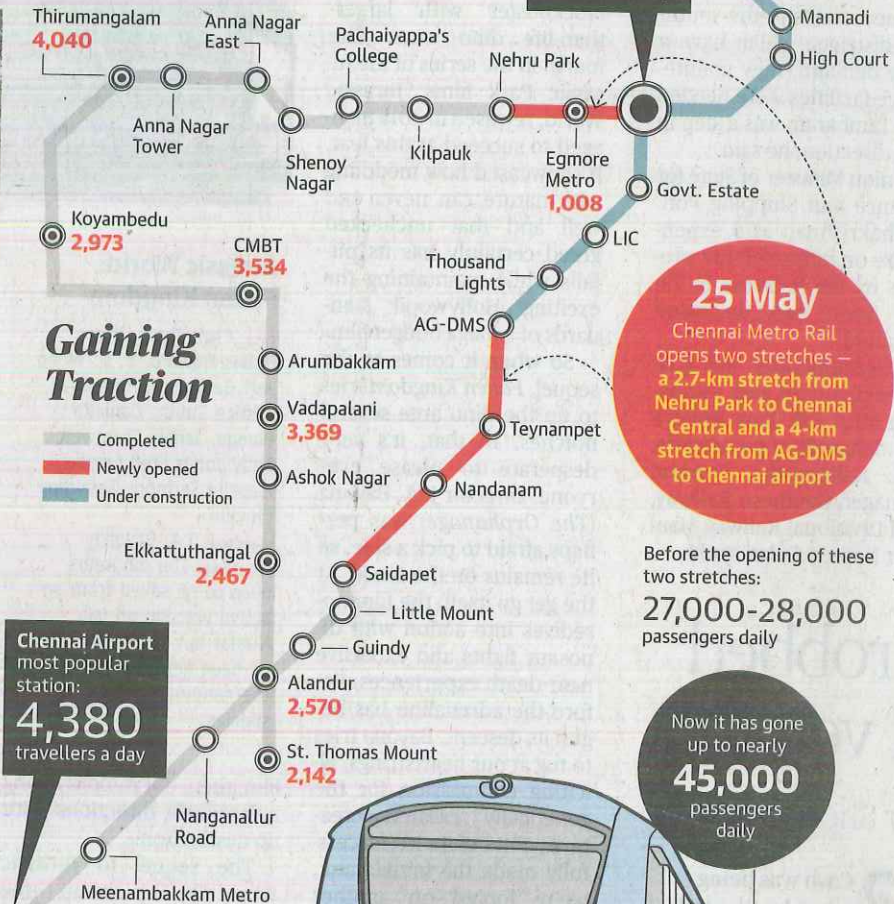 Thirumangalam
4,040
Anna Nagar
East
Pachaiyappa's
College
Nehru Park
Mannadi
High Court
Anna Nagar
Tower
Shenoy
Nagar
Kilpauk
Egmore
Metro
1,008
Govt. Estate
Koyambedu
2,973
CMBT
3,534
LIC
Thousand
Lights
AG-DMS
Gaining
Traction
Completed
Newly opened
Under construction
Arumbakkam
Vadapalani
3,369
Ashok Nagar
Teynampet
Nandanam
Ekkattuthangal
2,467
Saidapet
Little Mount
Guindy
Alandur
2,570
St. Thomas Mount
2,142
Nanganallur
Road
Meenambakkam Metro
25 May
Chennai Metro Rail
opens two stretches —
a 2.7-km stretch from
Nehru Park to Chennai
Central and a 4-km
stretch from AG-DMS
to Chennai airport
Before the opening of these
two stretches:
27,000-28,000
passengers daily
Now it has gone
up to nearly
45,000
passengers
daily
Chennai Airport
most popular
station:
4,380
travellers a day